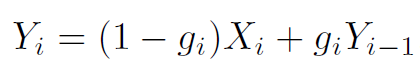 Y_i = (1 − g_i)X_i + g_iY_{i−1}